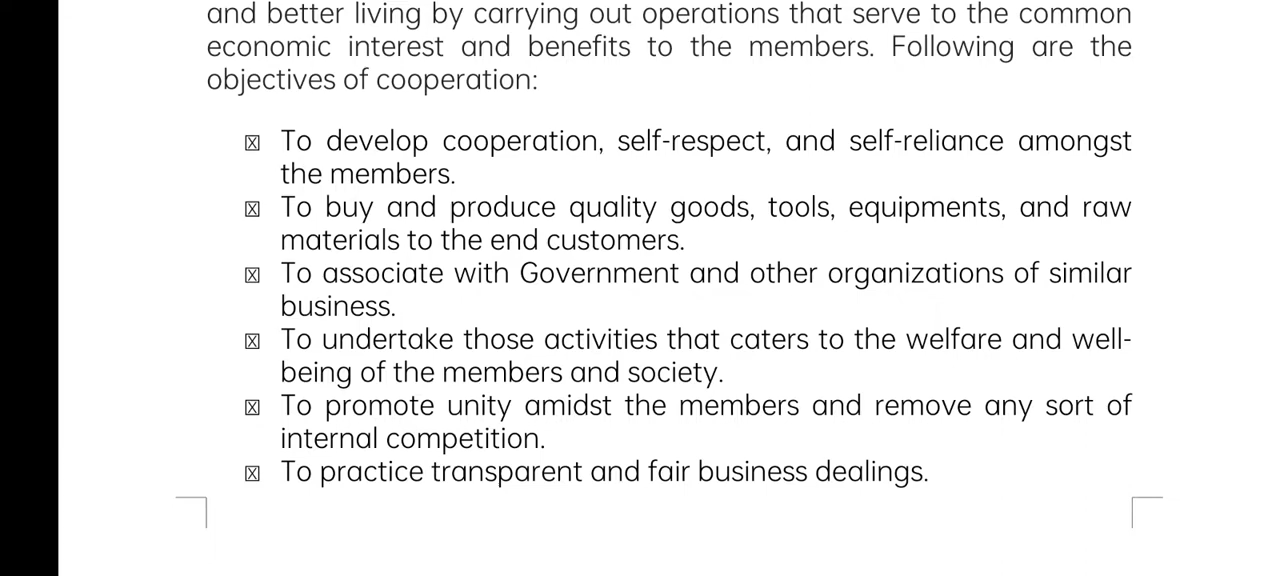 and better living by carrying out operations that serve to the common
economic interest and benefits to the members. Following are the
objectives of cooperation:
☒ To develop cooperation, self-respect, and self-reliance amongst
the members.
☒ To buy and produce quality goods, tools, equipments, and raw
materials to the end customers.
☒ To associate with Government and other organizations of similar
business.
☒ To undertake those activities that caters to the welfare and well-
being of the members and society.
☒ To promote unity amidst the members and remove any sort of
internal competition.
☒ To practice transparent and fair business dealings.